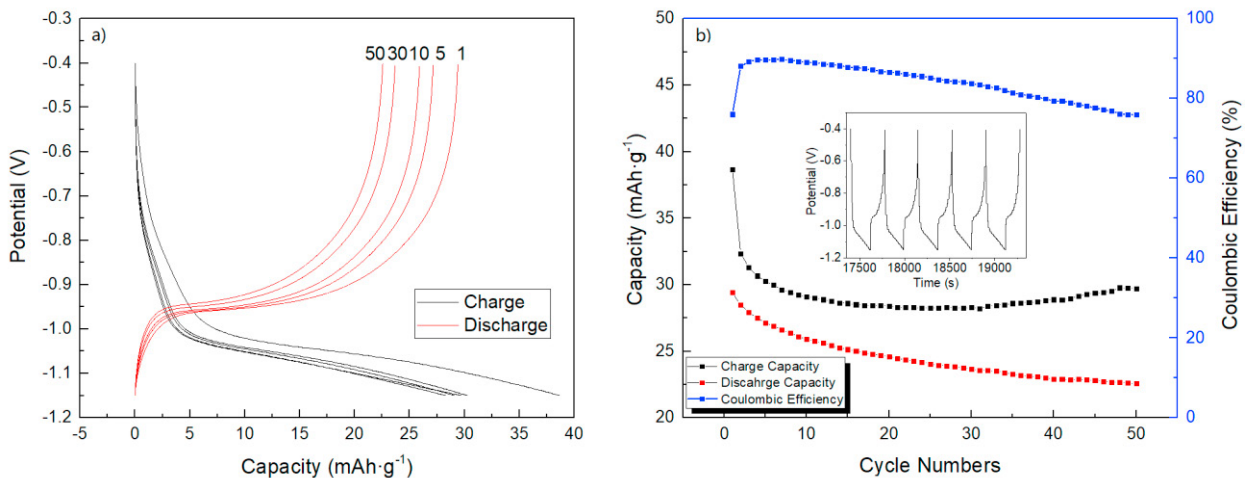 a)
50 30 10 5 1
-0.3
-0.4
-0.5
-0.6
-0.7
-0.8
-0.9
-1.0
-1.1
-1.2
Potential (V)
Charge
Discharge
-5 0 5 10 15 20 25 30 35 40
Capacity (mAh·g⁻¹)
b)
50
45
40
35
30
25
20
Capacity (mAh·g⁻¹)
100
80
60
40
20
0
Coulombic Efficiency (%)
-0.4
-0.6
-0.8
-1.0
-1.2
Potential (V)
17500 18000 18500 19000
Time (s)
Charge Capacity
Discahrge Capacity
Coulombic Efficiency
0 10 20 30 40 50
Cycle Numbers